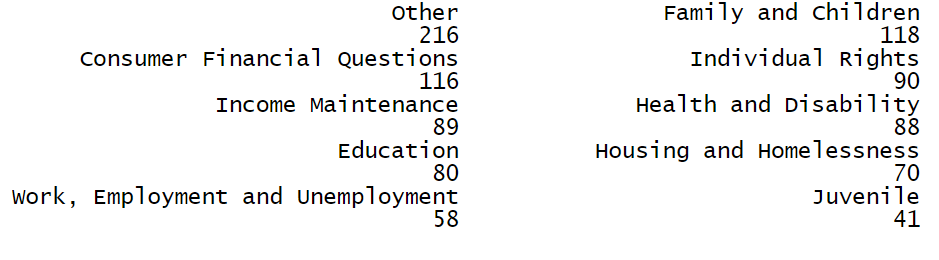 Other Family and Children
216 118
Consumer Financial Questions Individual Rights
116 90
Income Maintenance Health and Disability
89 88
Education Housing and Homelessness
80 70
Work, Employment and Unemployment Juvenile
58 41